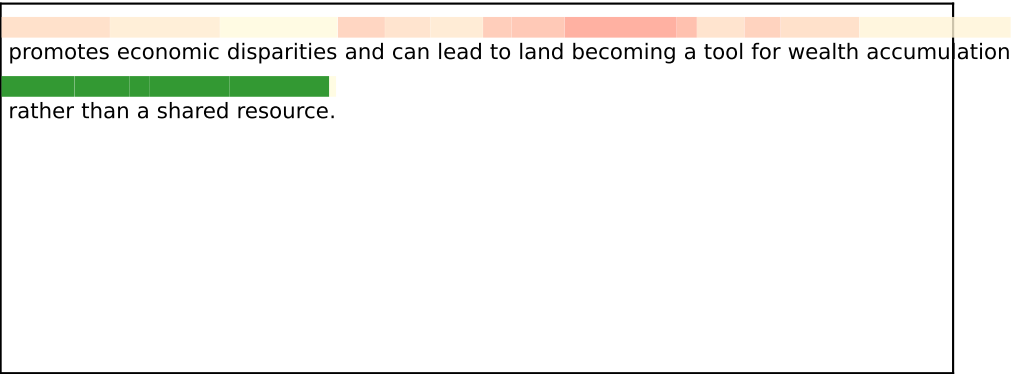 promotes economic disparities and can lead to land becoming a tool for wealth accumulation
rather than a shared resource.